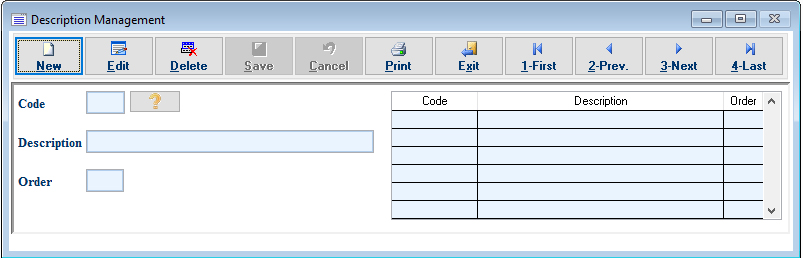 Description Management
New Edit Delete Save Cancel Print Exit 1-First 2-Prev. 3-Next 4-Last
Code ? Code Description Order
Description
Order